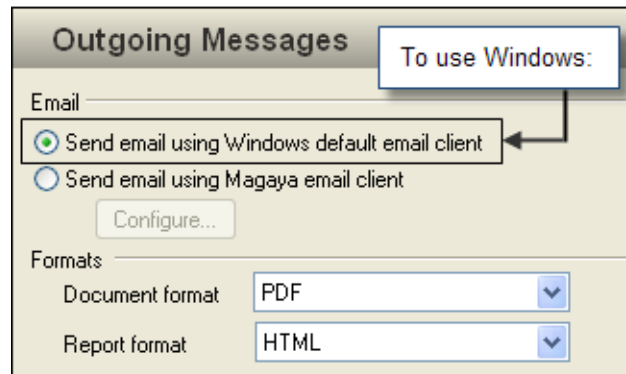 Outgoing Messages
To use Windows:
Email
Send email using Windows default email client
Send email using Magaya email client
Configure...
Formats
Document format PDF
Report format HTML